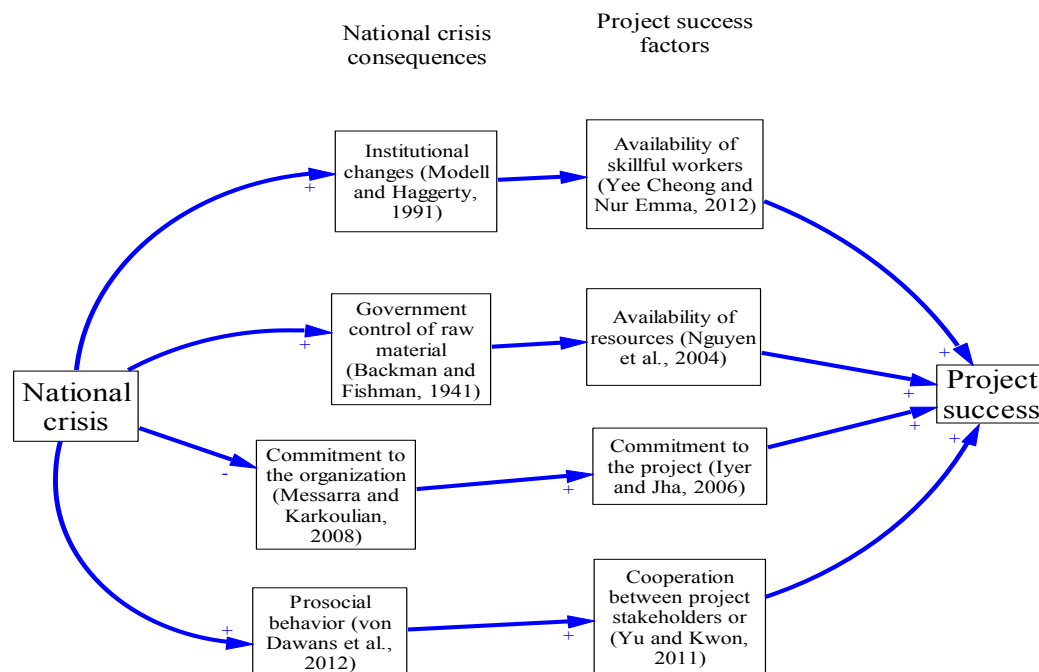 National crisis
consequences
Project success
factors
Institutional
changes (Modell
and Haggerty,
1991)
+
Availability of
skillful workers
(Yee Cheong and
Nur Emma, 2012)
+
Government
control of raw
material
(Backman and
Fishman, 1941)
+
Availability of
resources (Nguyen
et al., 2004)
+
National
crisis
Project
success
Commitment to
the organization
(Messarra and
Karkoulian,
2008)
-
Commitment to
the project (Iyer
and Jha, 2006)
+
+
Prosocial
behavior (von
Dawans et al.,
2012)
+
Cooperation
between project
stakeholders or
(Yu and Kwon,
2011)
+
+